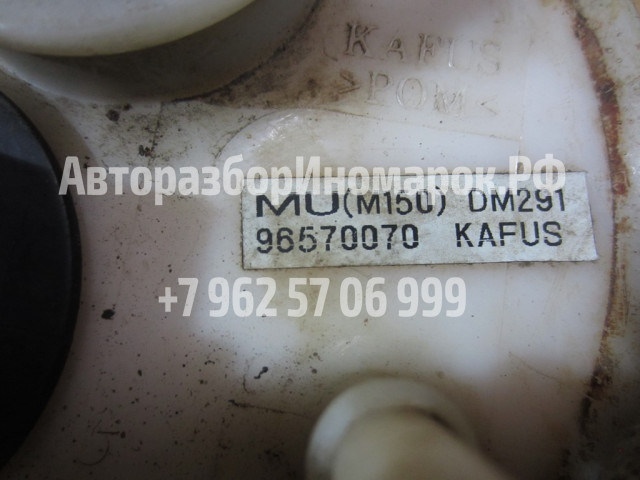 KAFUS
>POM<
АвторазборИномарок.РФ
MU(M150) DM291
96570070 KAFUS
+7 962 57 06 999